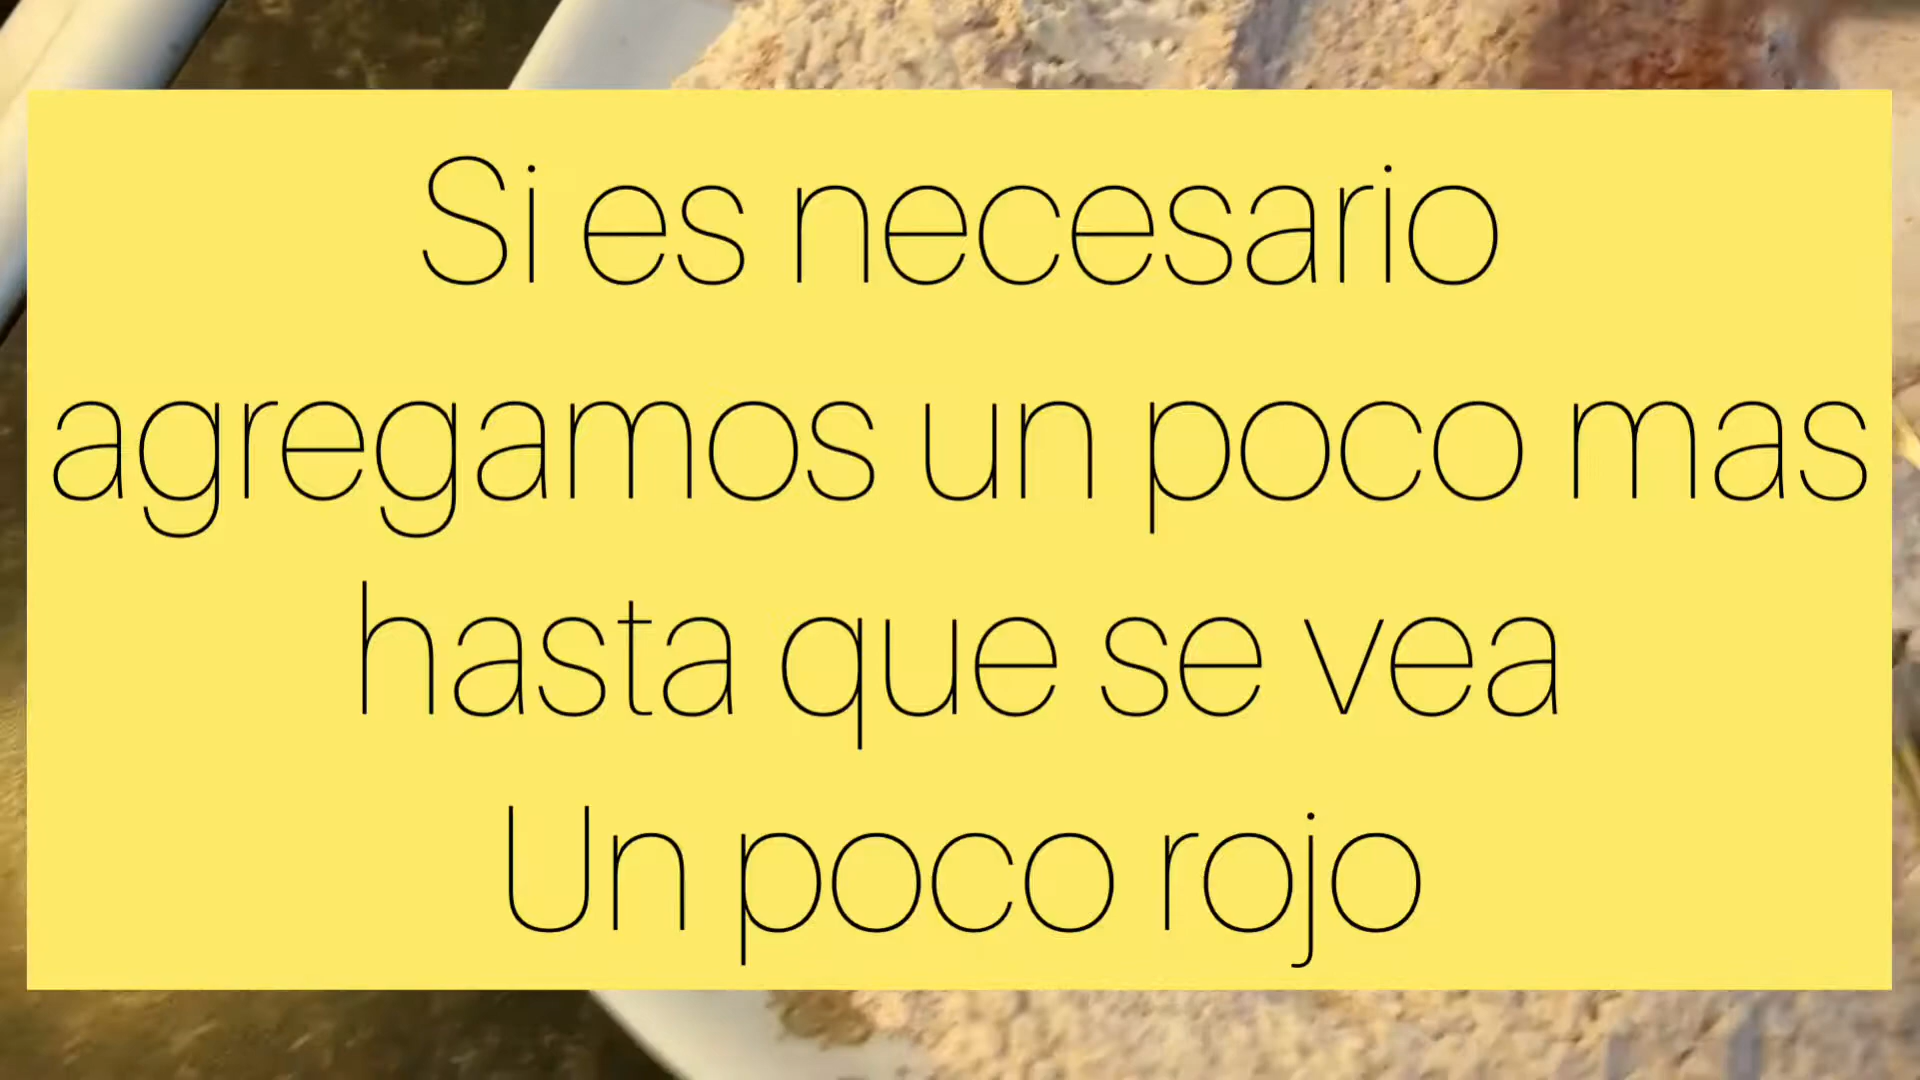 Si es necesario
agregamos un poco mas
hasta que se vea
Un poco rojo